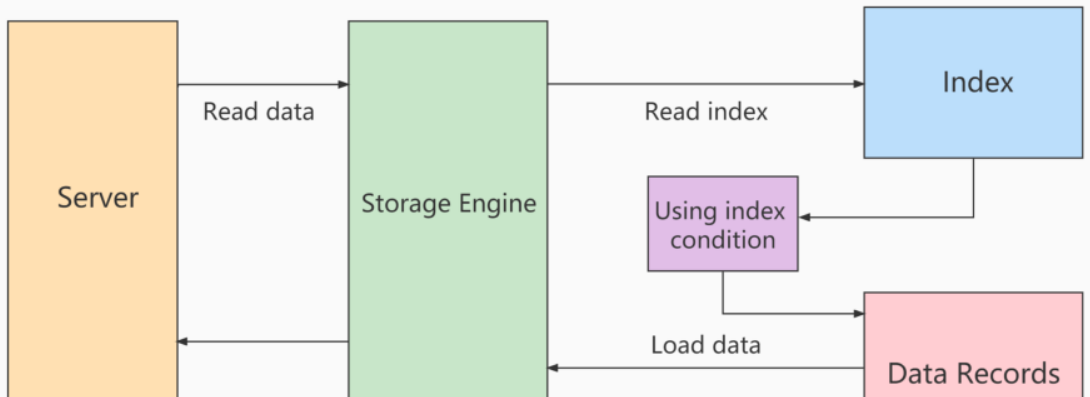 Index
Read data
Read index
Server
Storage Engine
Using index
condition
Load data
Data Records